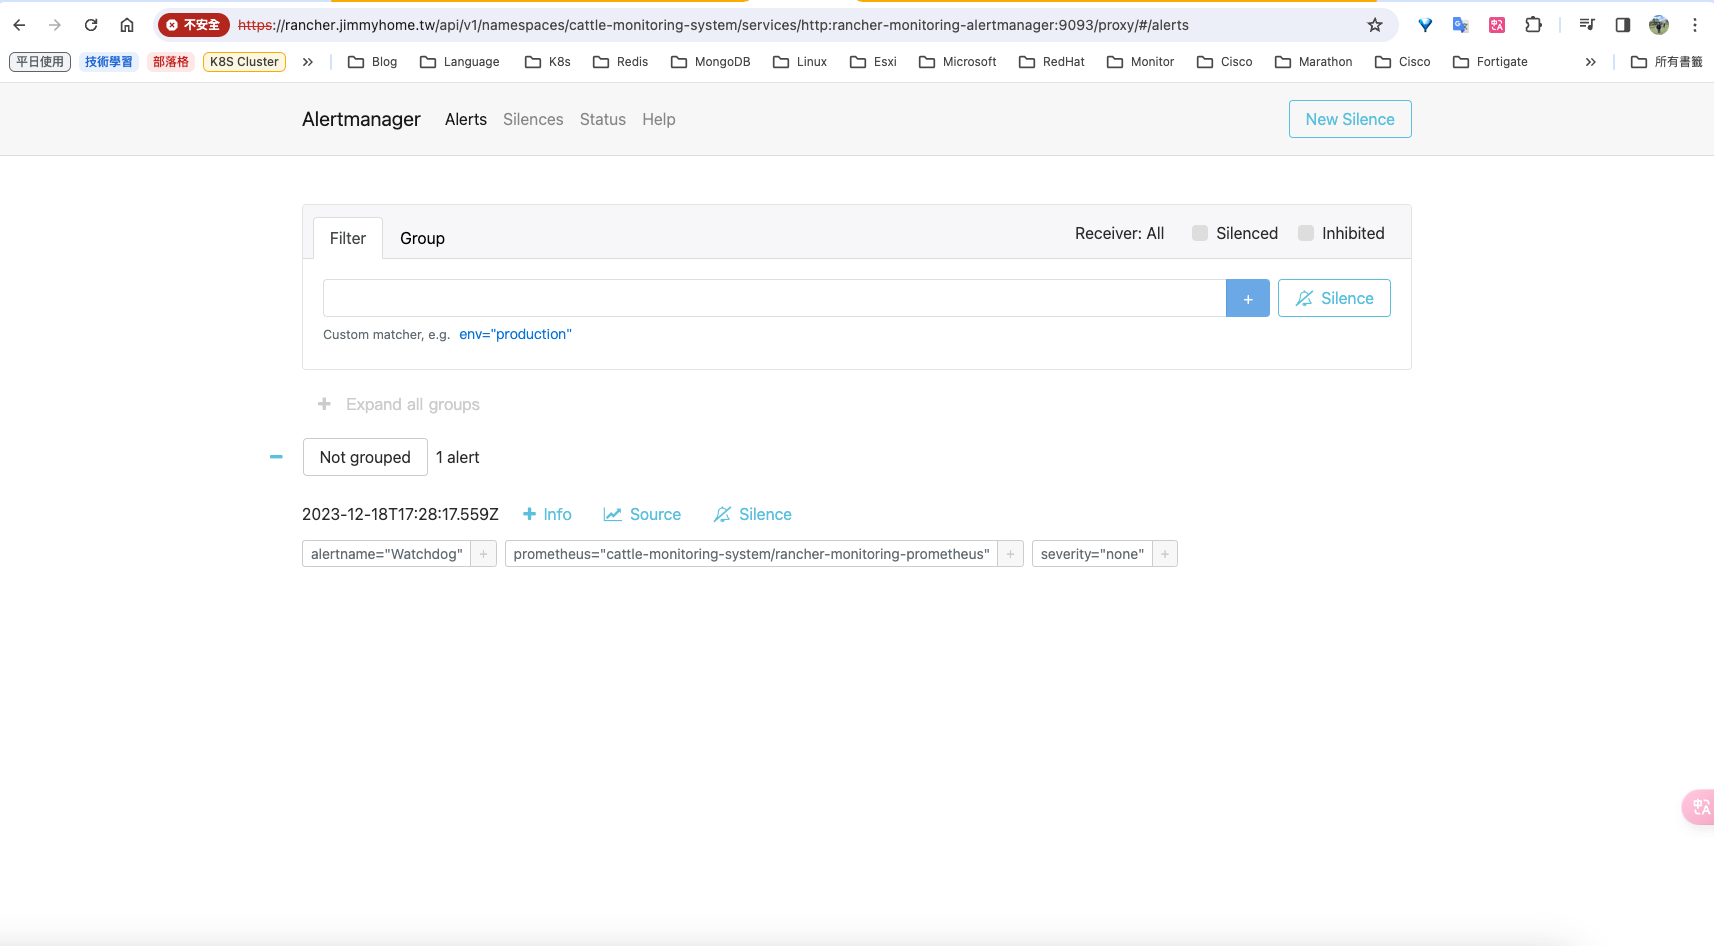 不安全 https://rancher.jimmyhome.tw/api/v1/namespaces/cattle-monitoring-system/services/http:rancher-monitoring-alertmanager:9093/proxy/#/alerts
平日使用 技術學習 部落格 K8S Cluster » Blog Language K8s Redis MongoDB Linux Esxi Microsoft RedHat Monitor Cisco Marathon Cisco Fortigate » 所有書籤
Alertmanager Alerts Silences Status Help New Silence
Filter Group Receiver: All Silenced Inhibited
+ Silence
Custom matcher, e.g. env="production"
+ Expand all groups
− Not grouped 1 alert
2023-12-18T17:28:17.559Z + Info Source Silence
alertname="Watchdog" + prometheus="cattle-monitoring-system/rancher-monitoring-prometheus" + severity="none" +
中A